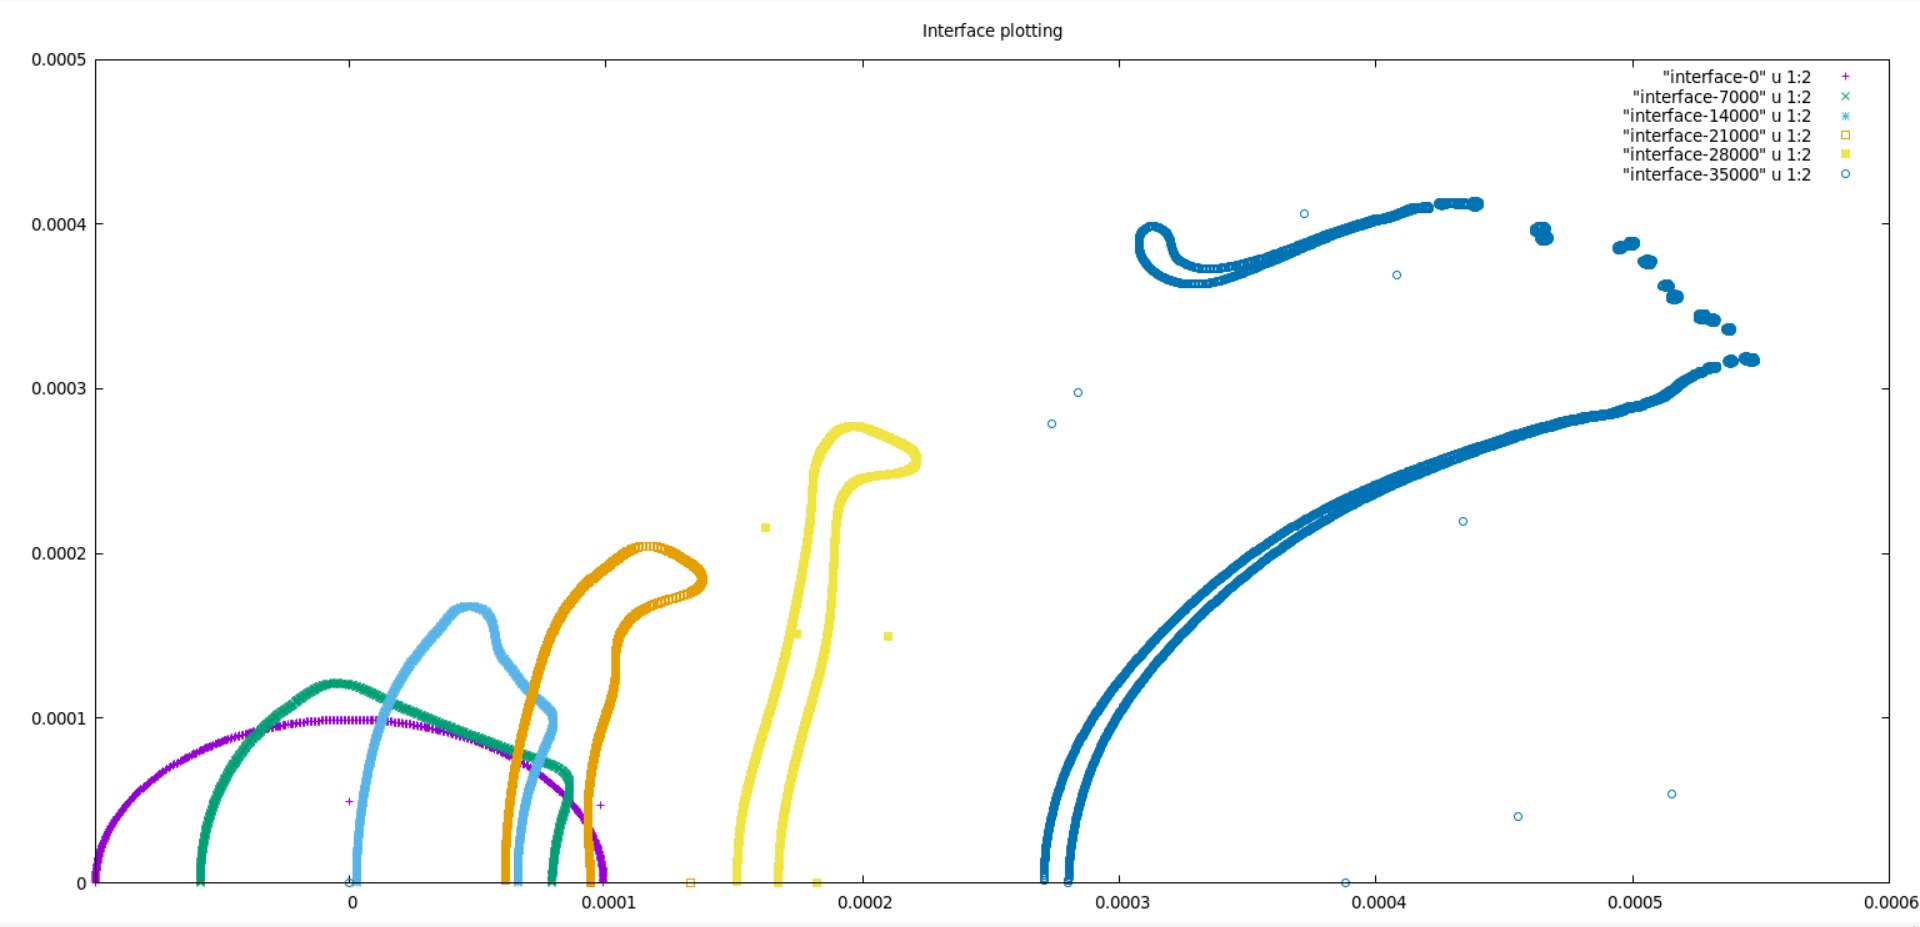 Interface plotting
0.0005
0.0004
0.0003
0.0002
0.0001
0
"interface-0" u 1:2
"interface-7000" u 1:2
"interface-14000" u 1:2
"interface-21000" u 1:2
"interface-28000" u 1:2
"interface-35000" u 1:2
0 0.0001 0.0002 0.0003 0.0004 0.0005 0.0006